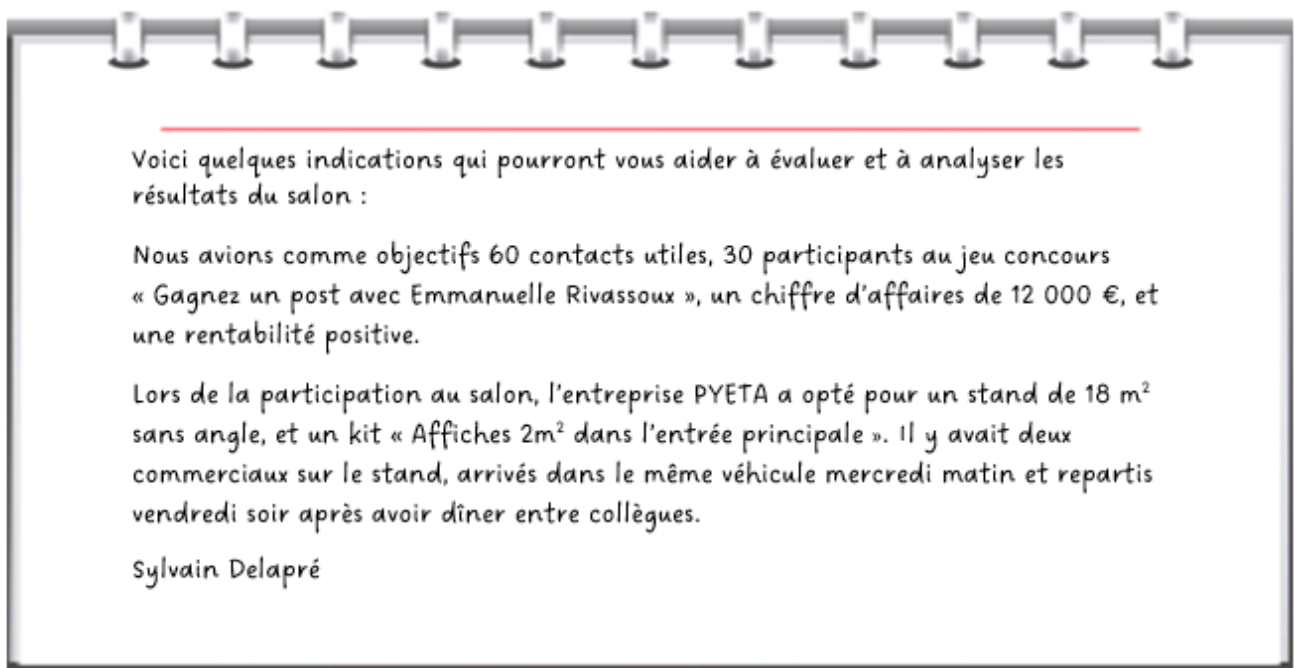 Voici quelques indications qui pourront vous aider à évaluer et à analyser les
résultats du salon :
Nous avions comme objectifs 60 contacts utiles, 30 participants au jeu concours
« Gagnez un post avec Emmanuelle Rivassoux », un chiffre d'affaires de 12 000 €, et
une rentabilité positive.
Lors de la participation au salon, l'entreprise PYETA a opté pour un stand de 18 m²
sans angle, et un kit « Affiches 2m² dans l'entrée principale ». Il y avait deux
commerciaux sur le stand, arrivés dans le même véhicule mercredi matin et repartis
vendredi soir après avoir dîner entre collègues.
Sylvain Delapré